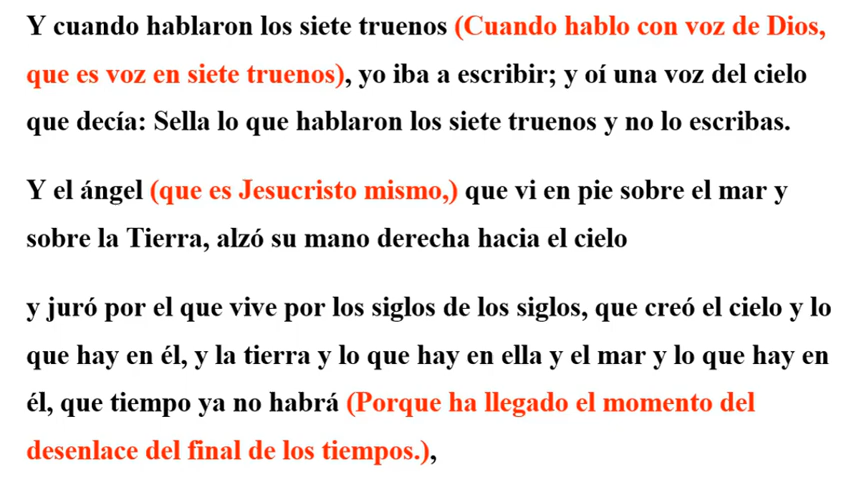 Y cuando hablaron los siete truenos (Cuando hablo con voz de Dios,
que es voz en siete truenos), yo iba a escribir; y oí una voz del cielo
que decía: Sella lo que hablaron los siete truenos y no lo escribas.
Y el ángel (que es Jesucristo mismo,) que vi en pie sobre el mar y
sobre la Tierra, alzó su mano derecha hacia el cielo
y juró por el que vive por los siglos de los siglos, que creó el cielo y lo
que hay en él, y la tierra y lo que hay en ella y el mar y lo que hay en
él, que tiempo ya no habrá (Porque ha llegado el momento del
desenlace del final de los tiempos.),